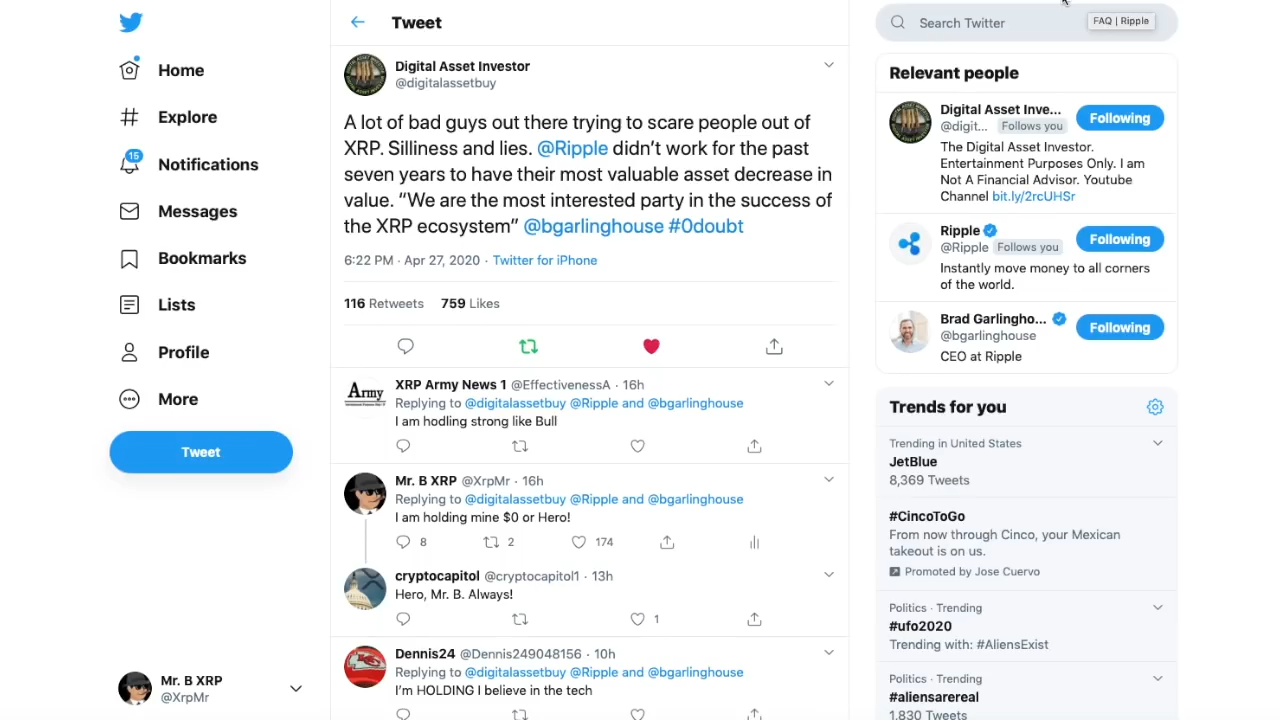 Home
Explore
15
Notifications
Messages
Bookmarks
Lists
Profile
More
Tweet
Mr. B XRP
@XrpMr
Tweet
Digital Asset Investor
@digitalassetbuy
A lot of bad guys out there trying to scare people out of
XRP. Silliness and lies. @Ripple didn’t work for the past
seven years to have their most valuable asset decrease in
value. “We are the most interested party in the success of
the XRP ecosystem” @bgarlinghouse #0doubt
6:22 PM · Apr 27, 2020 · Twitter for iPhone
116 Retweets 759 Likes
Army
XRP Army News 1 @EffectivenessA · 16h
Replying to @digitalassetbuy @Ripple and @bgarlinghouse
I am hodling strong like Bull
Mr. B XRP @XrpMr · 16h
Replying to @digitalassetbuy @Ripple and @bgarlinghouse
I am holding mine $0 or Hero!
8 2 174
cryptocapitol @cryptocapitol1 · 13h
Hero, Mr. B. Always!
1
Dennis24 @Dennis249048156 · 10h
Replying to @digitalassetbuy @Ripple and @bgarlinghouse
I’m HOLDING I believe in the tech
Search Twitter
FAQ | Ripple
Relevant people
Digital Asset Inve...
@digit... Follows you
Following
The Digital Asset Investor.
Entertainment Purposes Only. I am
Not A Financial Advisor. Youtube
Channel bit.ly/2rcUHSr
Ripple
@Ripple Follows you
Following
Instantly move money to all corners
of the world.
Brad Garlingho...
@bgarlinghouse
Following
CEO at Ripple
Trends for you
Trending in United States
JetBlue
8,369 Tweets
#CincoToGo
From now through Cinco, your Mexican
takeout is on us.
Promoted by Jose Cuervo
Politics · Trending
#ufo2020
Trending with: #AliensExist
Politics · Trending
#aliensarereal
1,830 Tweets